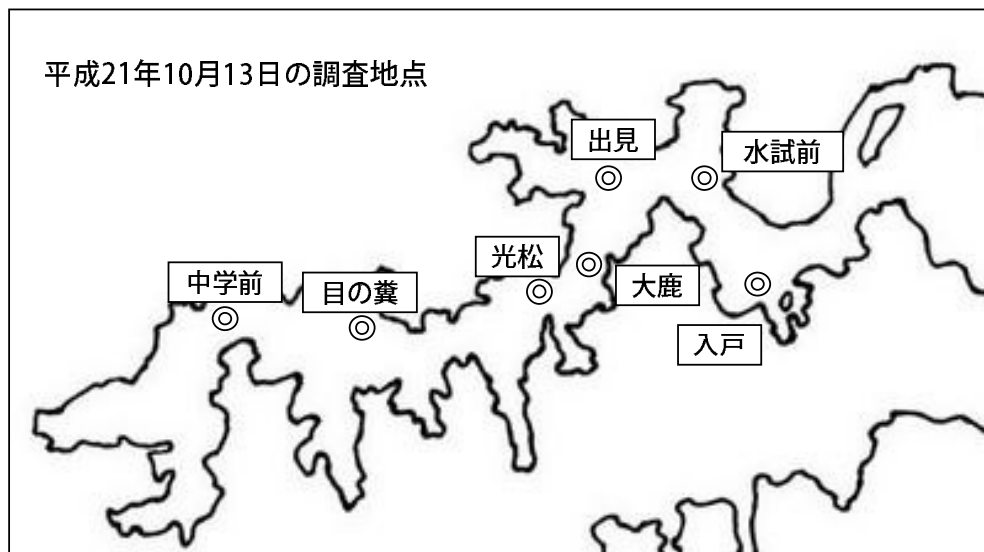 平成21年10月13日の調査地点
出見
水試前
光松
大鹿
中学前
目の糞
入戸